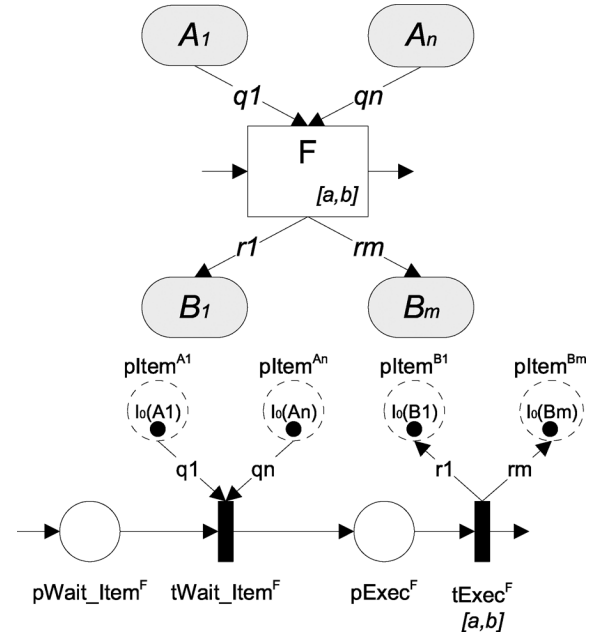 A1 An
q1 qn
F
[a,b]
r1 rm
B1 Bm
pItem^A1 pItem^An pItem^B1 pItem^Bm
I0(A1) I0(An) I0(B1) I0(Bm)
q1 qn r1 rm
pWait_Item^F tWait_Item^F pExec^F tExec^F
[a,b]